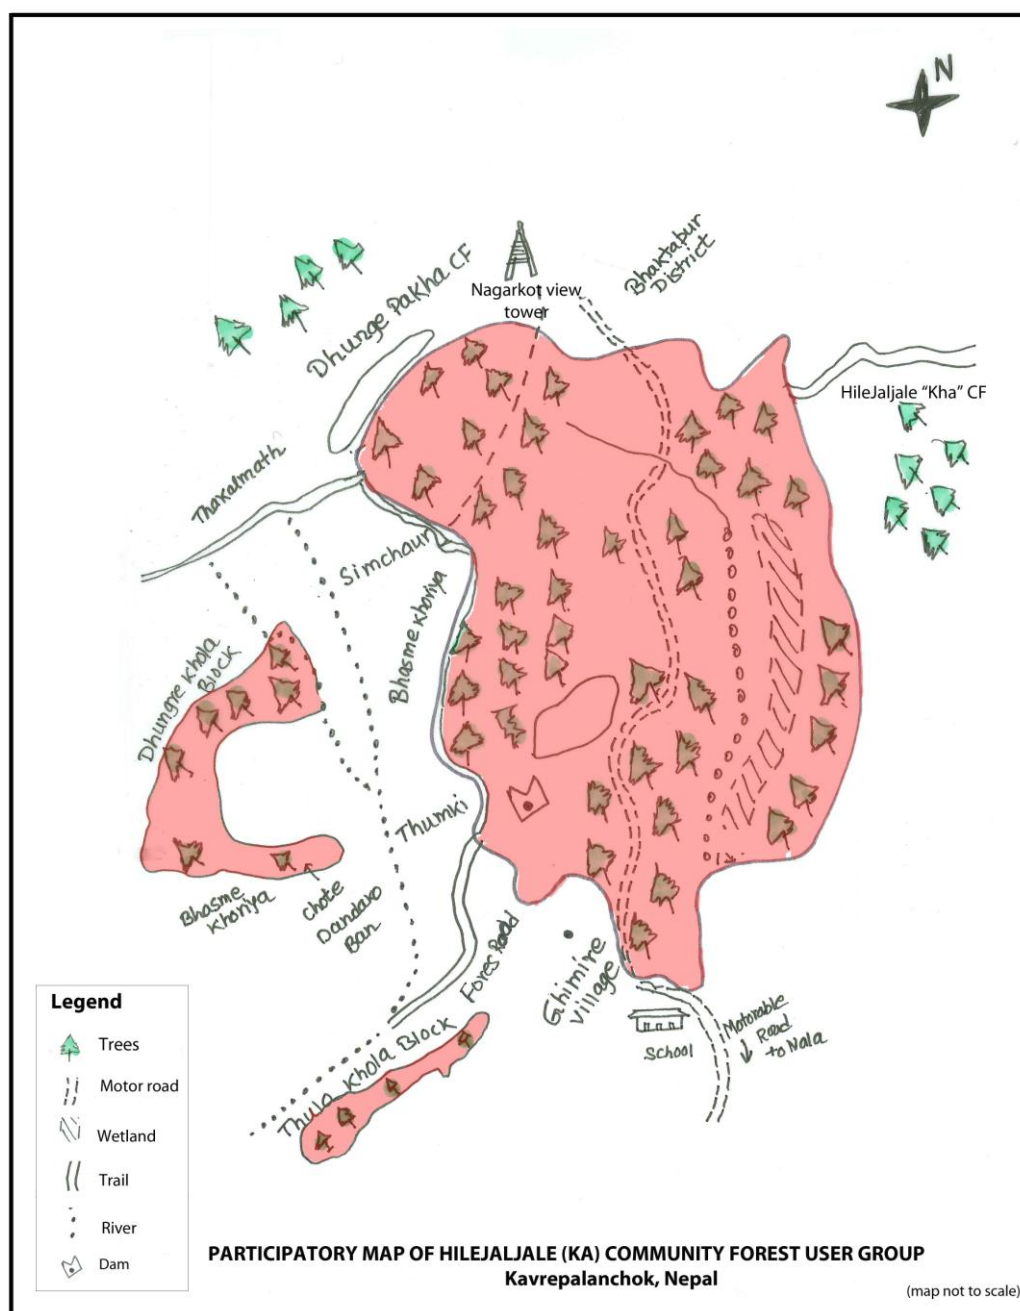 N
Bhaktapur
District
Dhunge Pakha CF
Nagarkot view
tower
HileJaljale "Kha" CF
Thakalmath
Simchaur
Bhasme Khoriya
Dhungre Khola
Block
Thumki
Bhasme
Khoriya
Chote
Dandako
Ban
Fores Road
Ghimire
Village
Thulo Khola Block
School
Motorable
Road
to Nala
Legend
Trees
Motor road
Wetland
Trail
River
Dam
PARTICIPATORY MAP OF HILEJALJALE (KA) COMMUNITY FOREST USER GROUP
Kavrepalanchok, Nepal
(map not to scale)